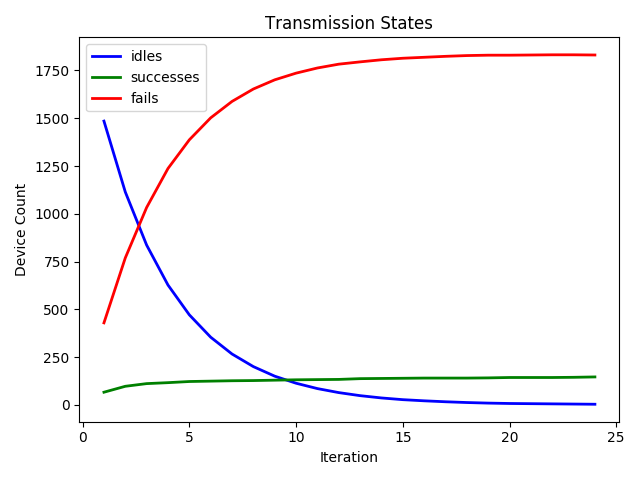 Transmission States
idles
successes
fails
Device Count
1750
1500
1250
1000
750
500
250
0
0 5 10 15 20 25
Iteration